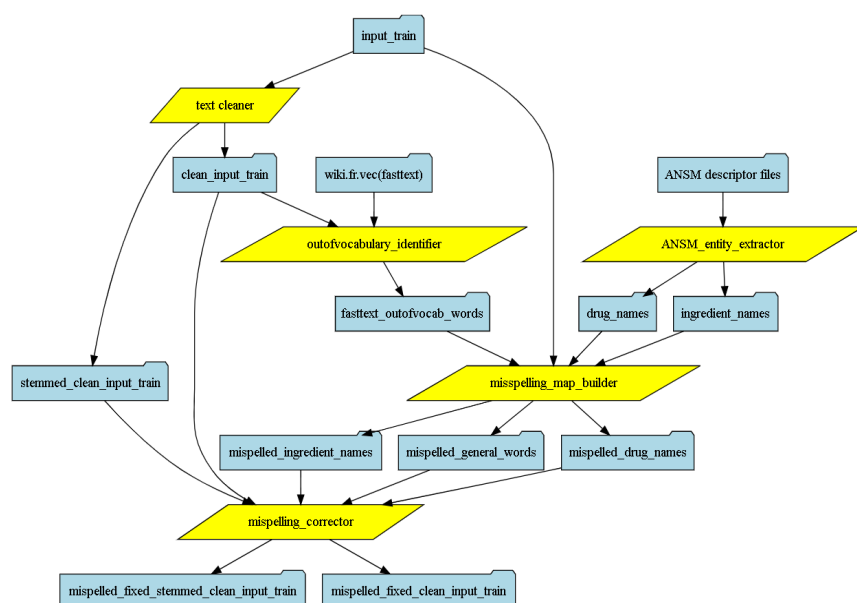 input_train
text cleaner
clean_input_train
wiki.fr.vec(fasttext)
ANSM descriptor files
outofvocabulary_identifier
ANSM_entity_extractor
fasttext_outofvocab_words
drug_names
ingredient_names
stemmed_clean_input_train
misspelling_map_builder
mispelled_ingredient_names
mispelled_general_words
mispelled_drug_names
mispelling_corrector
mispelled_fixed_stemmed_clean_input_train
mispelled_fixed_clean_input_train